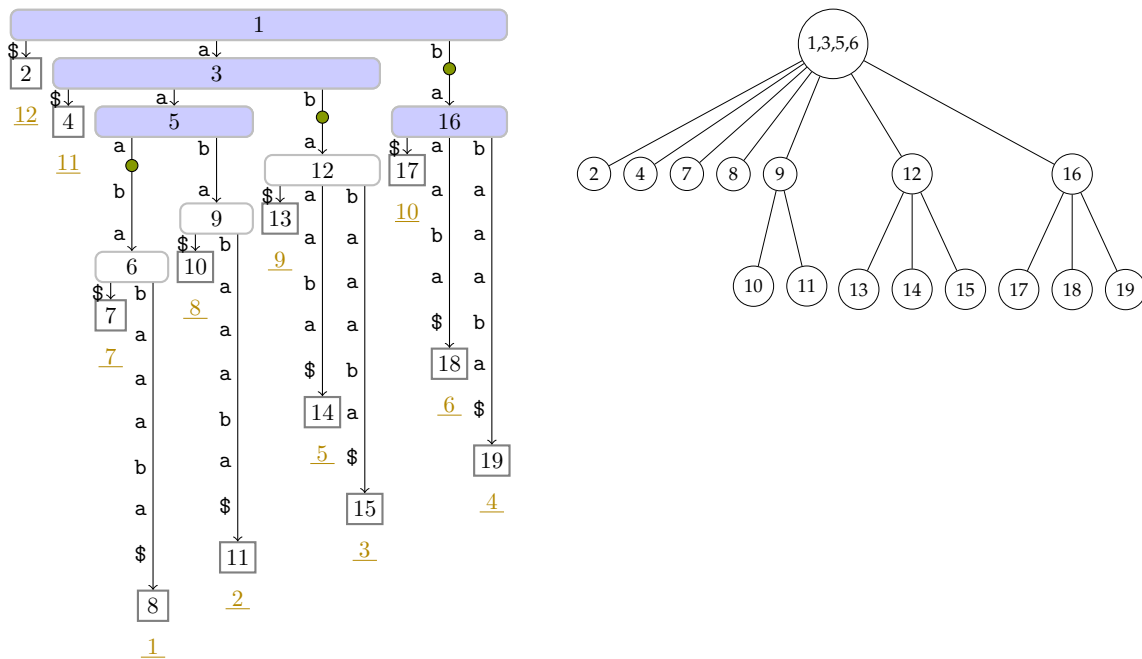 1
$ a b
2 3
a
12 $ a b
4 5 16
11 a b a $ a b
12 17
b a $ a b a a
9 13 10
a $ b a a b a
6 10 9
$ b 8 a b a a b
7
7 a a a a $ a
18
a a $ b 6 $
14
a b 5 a 4
19
b a $
15
a $ 3
11
$ 2
8
1
1,3,5,6
2 4 7 8 9 12 16
10 11 13 14 15 17 18 19